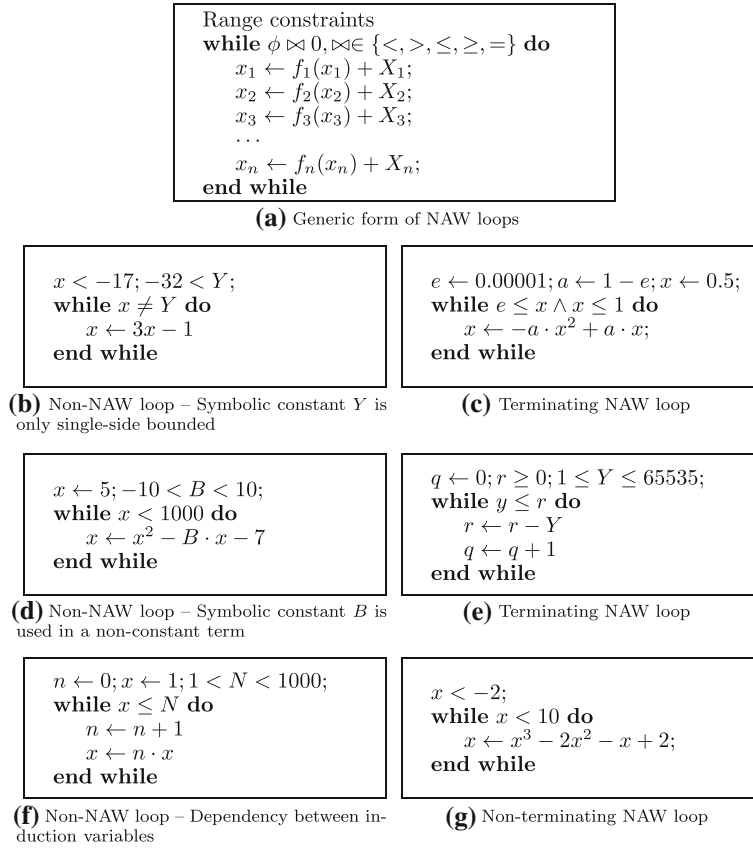 Range constraints
while ϕ ⋈ 0, ⋈∈ {<, >, ≤, ≥, =} do
x₁ ← f₁(x₁) + X₁;
x₂ ← f₂(x₂) + X₂;
x₃ ← f₃(x₃) + X₃;
⋯
xₙ ← fₙ(xₙ) + Xₙ;
end while
(a) Generic form of NAW loops
x < −17; −32 < Y;
while x ≠ Y do
x ← 3x − 1
end while
(b) Non-NAW loop – Symbolic constant Y is
only single-side bounded
e ← 0.00001; a ← 1 − e; x ← 0.5;
while e ≤ x ∧ x ≤ 1 do
x ← −a · x² + a · x;
end while
(c) Terminating NAW loop
x ← 5; −10 < B < 10;
while x < 1000 do
x ← x² − B · x − 7
end while
(d) Non-NAW loop – Symbolic constant B is
used in a non-constant term
q ← 0; r ≥ 0; 1 ≤ Y ≤ 65535;
while y ≤ r do
r ← r − Y
q ← q + 1
end while
(e) Terminating NAW loop
n ← 0; x ← 1; 1 < N < 1000;
while x ≤ N do
n ← n + 1
x ← n · x
end while
(f) Non-NAW loop – Dependency between in-
duction variables
x < −2;
while x < 10 do
x ← x³ − 2x² − x + 2;
end while
(g) Non-terminating NAW loop